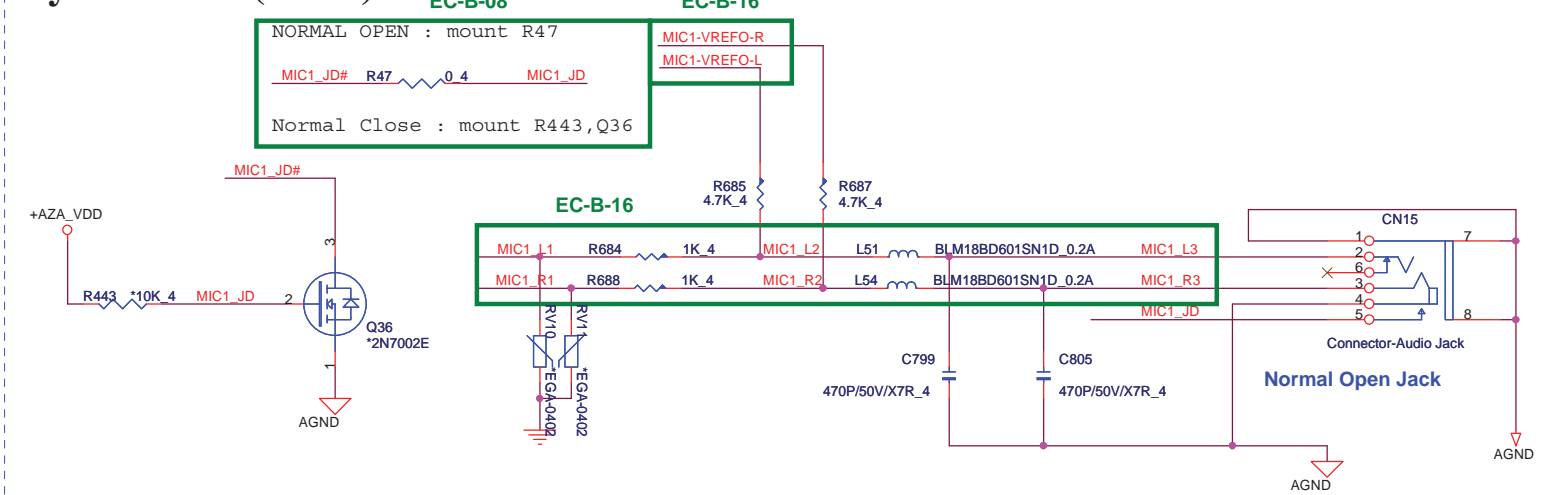 EC-B-08
EC-B-16
NORMAL OPEN : mount R47
MIC1_JD# R47 0_4 MIC1_JD
Normal Close : mount R443,Q36
MIC1-VREFO-R
MIC1-VREFO-L
MIC1_JD#
+AZA_VDD
R443 *10K_4 MIC1_JD
2
3
1
Q36
*2N7002E
AGND
EC-B-16
R685
4.7K_4
R687
4.7K_4
MIC1_L1 R684 1K_4 MIC1_L2 L51 BLM18BD601SN1D_0.2A MIC1_L3
MIC1_R1 R688 1K_4 MIC1_R2 L54 BLM18BD601SN1D_0.2A MIC1_R3
MIC1_JD
RV10
*EGA-0402
RV11
*EGA-0402
C799
470P/50V/X7R_4
C805
470P/50V/X7R_4
CN15
1
2
6
3
4
5
7
8
Connector-Audio Jack
Normal Open Jack
AGND
AGND